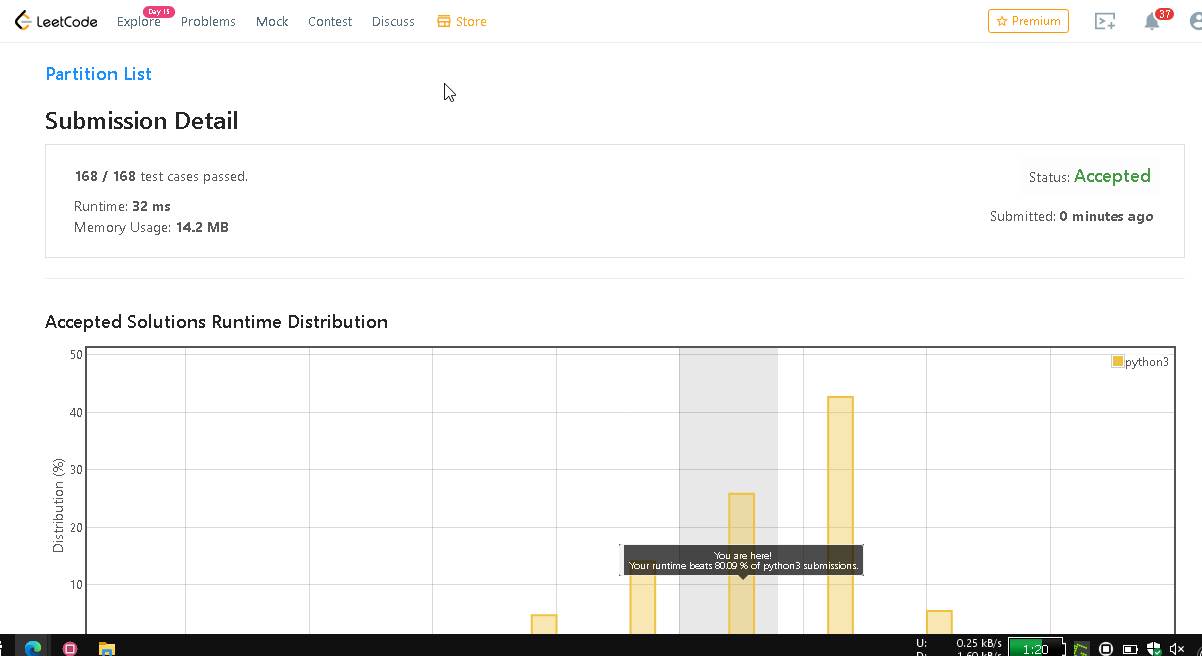 LeetCode Explore Day 15 Problems Mock Contest Discuss Store Premium 37
Partition List
Submission Detail
168 / 168 test cases passed.
Status: Accepted
Runtime: 32 ms
Submitted: 0 minutes ago
Memory Usage: 14.2 MB
Accepted Solutions Runtime Distribution
50
python3
40
30
Distribution (%)
20
You are here!
Your runtime beats 80.09 % of python3 submissions.
10
U: 0.25 kB/s
1:20
D: 1.60 kB/s